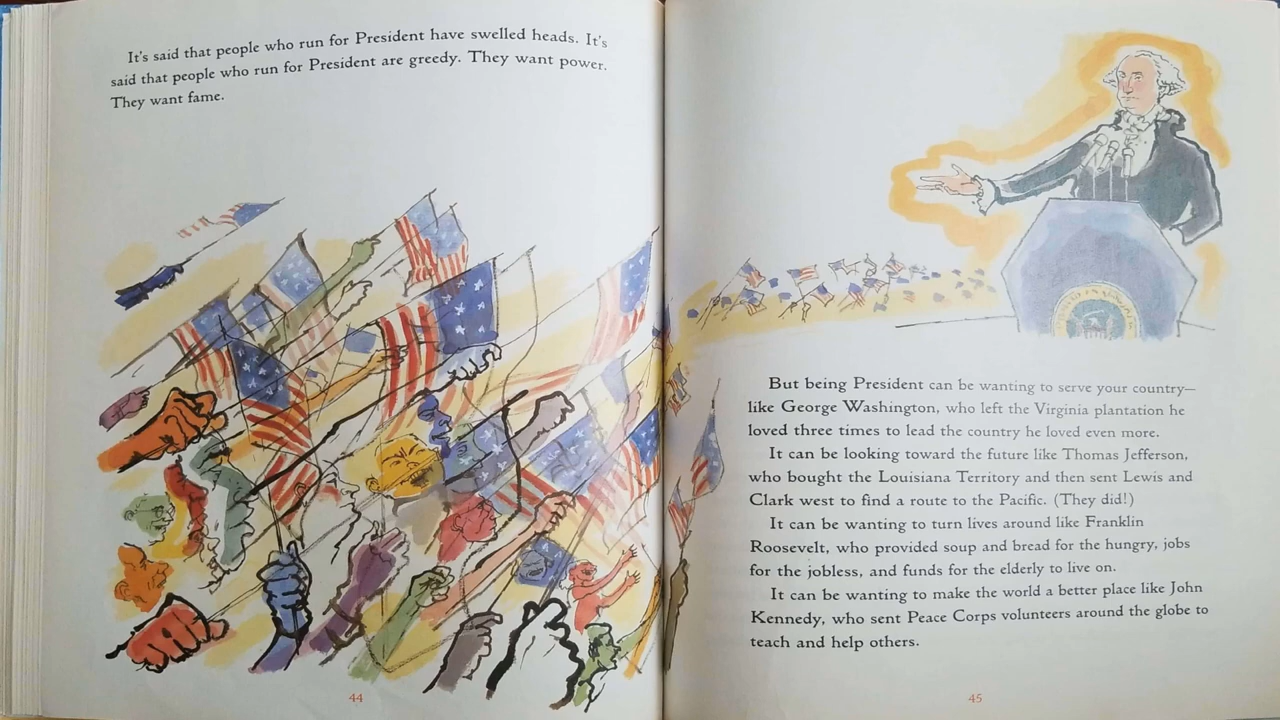 It's said that people who run for President have swelled heads. It's
said that people who run for President are greedy. They want power.
They want fame.
44
But being President can be wanting to serve your country—
like George Washington, who left the Virginia plantation he
loved three times to lead the country he loved even more.
It can be looking toward the future like Thomas Jefferson,
who bought the Louisiana Territory and then sent Lewis and
Clark west to find a route to the Pacific. (They did!)
It can be wanting to turn lives around like Franklin
Roosevelt, who provided soup and bread for the hungry, jobs
for the jobless, and funds for the elderly to live on.
It can be wanting to make the world a better place like John
Kennedy, who sent Peace Corps volunteers around the globe to
teach and help others.
45